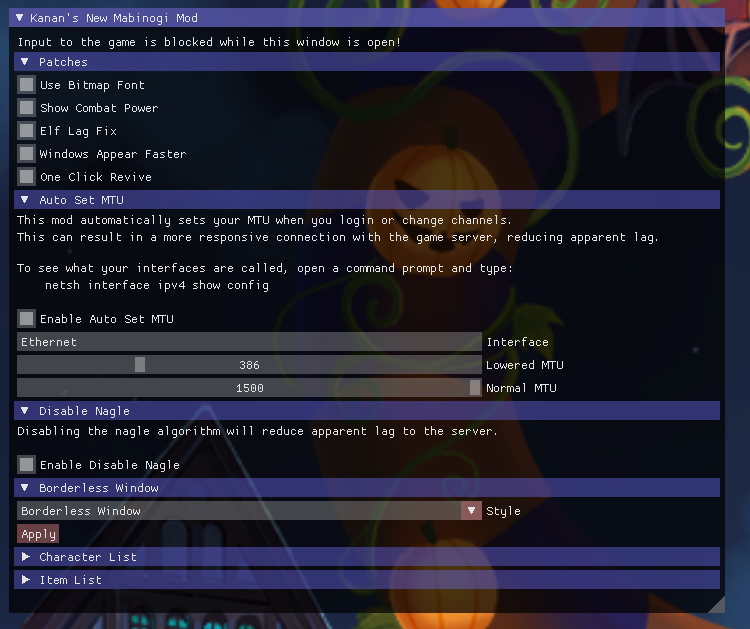 Kanan's New Mabinogi Mod
Input to the game is blocked while this window is open!
Patches
Use Bitmap Font
Show Combat Power
Elf Lag Fix
Windows Appear Faster
One Click Revive
Auto Set MTU
This mod automatically sets your MTU when you login or change channels.
This can result in a more responsive connection with the game server, reducing apparent lag.
To see what your interfaces are called, open a command prompt and type:
netsh interface ipv4 show config
Enable Auto Set MTU
Ethernet Interface
386 Lowered MTU
1500 Normal MTU
Disable Nagle
Disabling the nagle algorithm will reduce apparent lag to the server.
Enable Disable Nagle
Borderless Window
Borderless Window Style
Apply
Character List
Item List